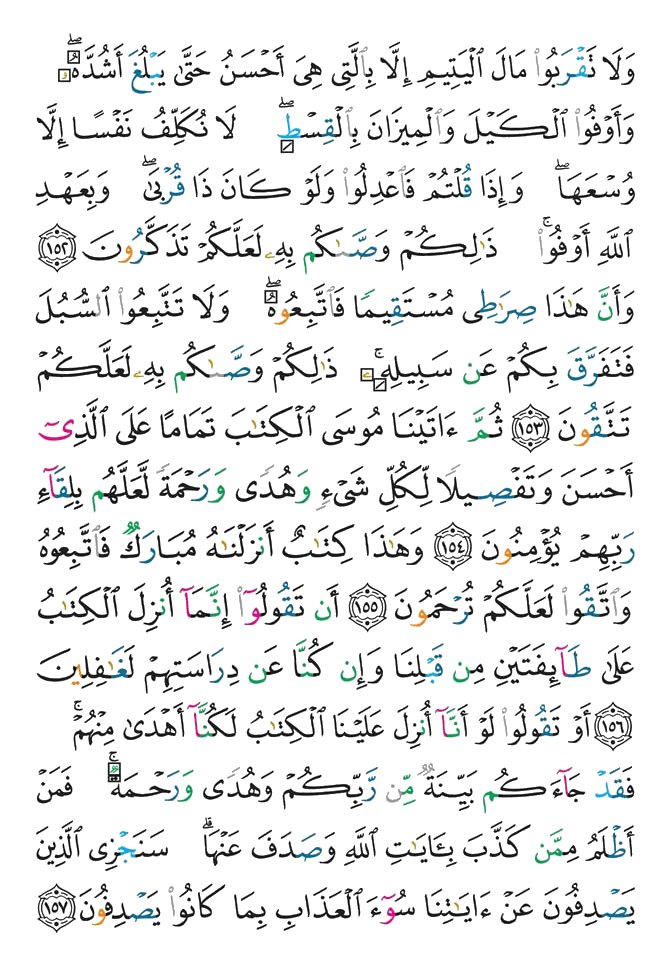 وَلَا تَقْرَبُوا۟ مَالَ ٱلْيَتِيمِ إِلَّا بِٱلَّتِى هِىَ أَحْسَنُ حَتَّىٰ يَبْلُغَ أَشُدَّهُۥ ۖ
وَأَوْفُوا۟ ٱلْكَيْلَ وَٱلْمِيزَانَ بِٱلْقِسْطِ ۖ لَا نُكَلِّفُ نَفْسًا إِلَّا
وُسْعَهَا ۖ وَإِذَا قُلْتُمْ فَٱعْدِلُوا۟ وَلَوْ كَانَ ذَا قُرْبَىٰ ۖ وَبِعَهْدِ
ٱللَّهِ أَوْفُوا۟ ۚ ذَٰلِكُمْ وَصَّىٰكُم بِهِۦ لَعَلَّكُمْ تَذَكَّرُونَ ١٥٢
وَأَنَّ هَٰذَا صِرَٰطِى مُسْتَقِيمًا فَٱتَّبِعُوهُ ۖ وَلَا تَتَّبِعُوا۟ ٱلسُّبُلَ
فَتَفَرَّقَ بِكُمْ عَن سَبِيلِهِۦ ۚ ذَٰلِكُمْ وَصَّىٰكُم بِهِۦ لَعَلَّكُمْ
تَتَّقُونَ ١٥٣ ثُمَّ ءَاتَيْنَا مُوسَى ٱلْكِتَٰبَ تَمَامًا عَلَى ٱلَّذِىٓ
أَحْسَنَ وَتَفْصِيلًا لِّكُلِّ شَىْءٍ وَهُدًى وَرَحْمَةً لَّعَلَّهُم بِلِقَآءِ
رَبِّهِمْ يُؤْمِنُونَ ١٥٤ وَهَٰذَا كِتَٰبٌ أَنزَلْنَٰهُ مُبَارَكٌ فَٱتَّبِعُوهُ
وَٱتَّقُوا۟ لَعَلَّكُمْ تُرْحَمُونَ ١٥٥ أَن تَقُولُوٓا۟ إِنَّمَآ أُنزِلَ ٱلْكِتَٰبُ
عَلَىٰ طَآئِفَتَيْنِ مِن قَبْلِنَا وَإِن كُنَّا عَن دِرَاسَتِهِمْ لَغَٰفِلِينَ
١٥٦ أَوْ تَقُولُوا۟ لَوْ أَنَّآ أُنزِلَ عَلَيْنَا ٱلْكِتَٰبُ لَكُنَّآ أَهْدَىٰ مِنْهُمْ ۚ
فَقَدْ جَآءَكُم بَيِّنَةٌ مِّن رَّبِّكُمْ وَهُدًى وَرَحْمَةٌ ۚ فَمَنْ
أَظْلَمُ مِمَّن كَذَّبَ بِـَٔايَٰتِ ٱللَّهِ وَصَدَفَ عَنْهَا ۗ سَنَجْزِى ٱلَّذِينَ
يَصْدِفُونَ عَنْ ءَايَٰتِنَا سُوٓءَ ٱلْعَذَابِ بِمَا كَانُوا۟ يَصْدِفُونَ ١٥٧